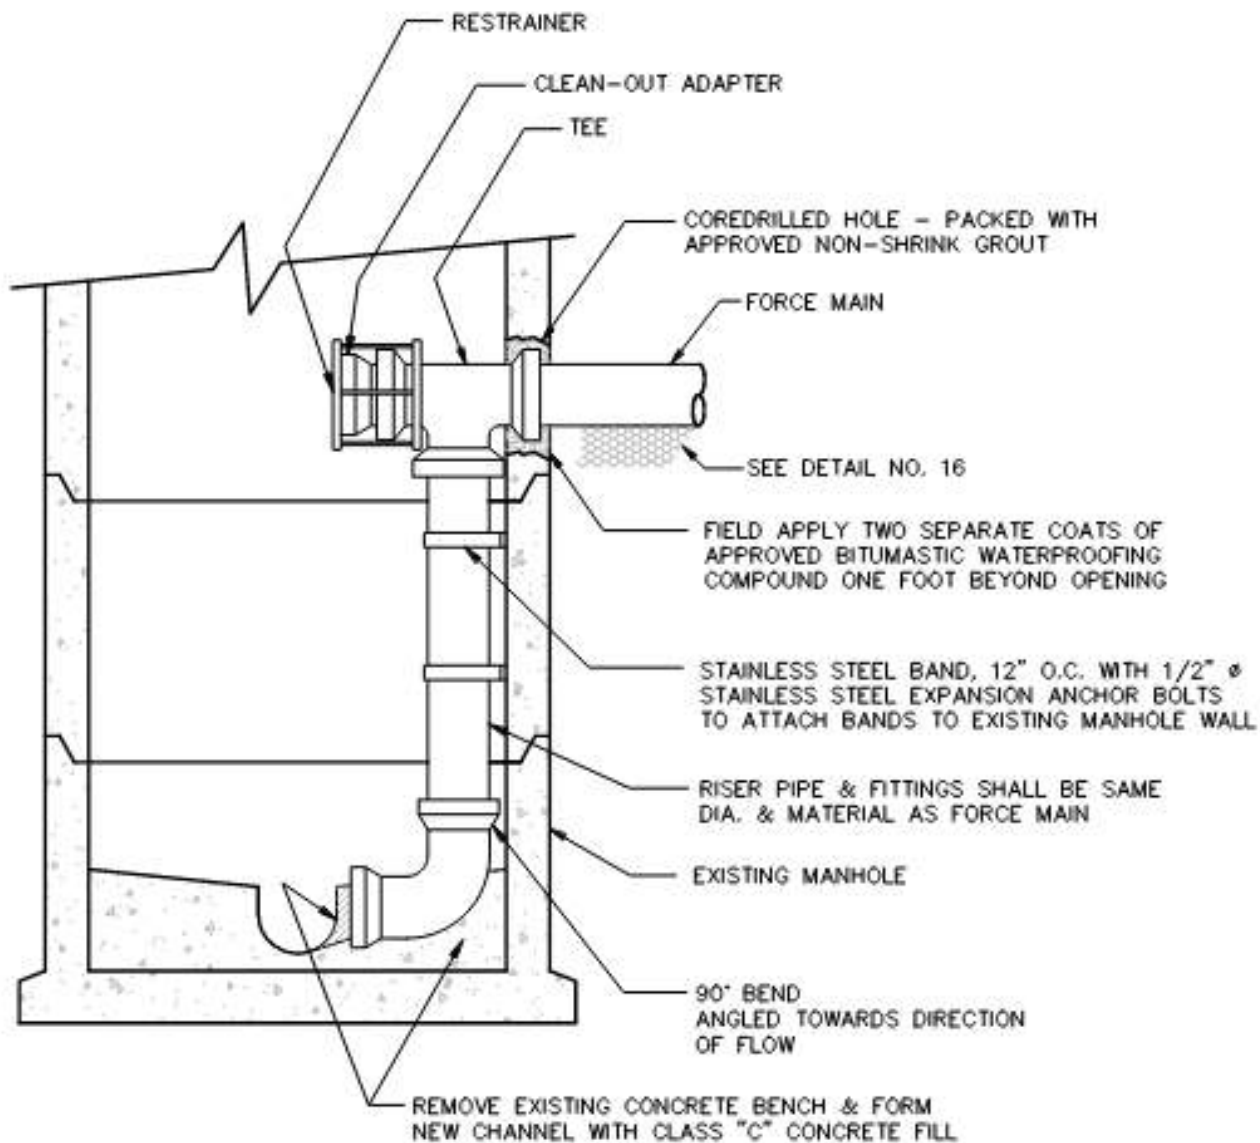 RESTRAINER
CLEAN-OUT ADAPTER
TEE
COREDRILLED HOLE - PACKED WITH
APPROVED NON-SHRINK GROUT
FORCE MAIN
SEE DETAIL NO. 16
FIELD APPLY TWO SEPARATE COATS OF
APPROVED BITUMASTIC WATERPROOFING
COMPOUND ONE FOOT BEYOND OPENING
STAINLESS STEEL BAND, 12" O.C. WITH 1/2" ø
STAINLESS STEEL EXPANSION ANCHOR BOLTS
TO ATTACH BANDS TO EXISTING MANHOLE WALL
RISER PIPE & FITTINGS SHALL BE SAME
DIA. & MATERIAL AS FORCE MAIN
EXISTING MANHOLE
90° BEND
ANGLED TOWARDS DIRECTION
OF FLOW
REMOVE EXISTING CONCRETE BENCH & FORM
NEW CHANNEL WITH CLASS "C" CONCRETE FILL